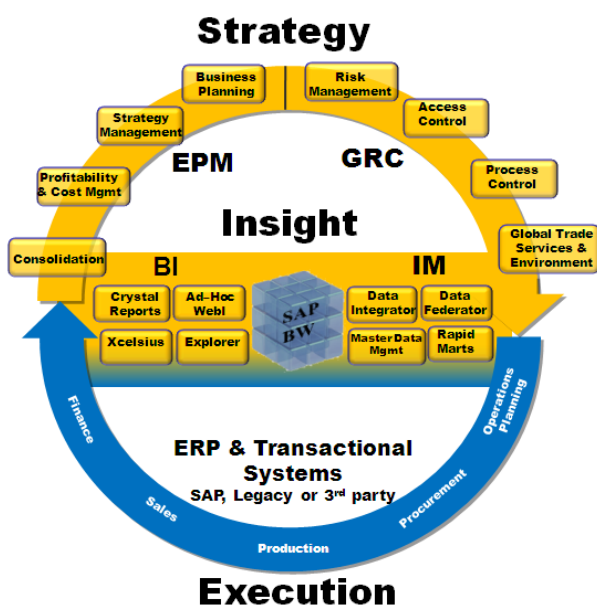 Strategy
Business
Planning
Risk
Management
Strategy
Management
Access
Control
EPM
GRC
Profitability
& Cost Mgmt
Process
Control
Insight
Consolidation
Global Trade
Services &
Environment
BI
IM
Crystal
Reports
Ad-Hoc
WebI
SAP
BW
Data
Integrator
Data
Federator
Xcelsius
Explorer
Master Data
Mgmt
Rapid
Marts
Finance
Operations
Planning
ERP & Transactional
Systems
SAP, Legacy or 3rd party
Sales
Procurement
Production
Execution